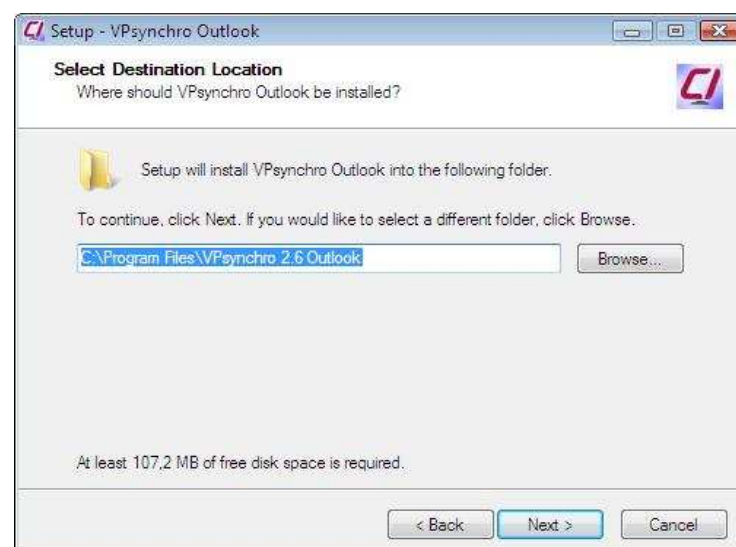 CI Setup - VPsynchro Outlook
Select Destination Location
Where should VPsynchro Outlook be installed?
CI
Setup will install VPsynchro Outlook into the following folder.
To continue, click Next. If you would like to select a different folder, click Browse.
C:\Program Files\VPsynchro 2.6 Outlook
Browse...
At least 107,2 MB of free disk space is required.
< Back
Next >
Cancel